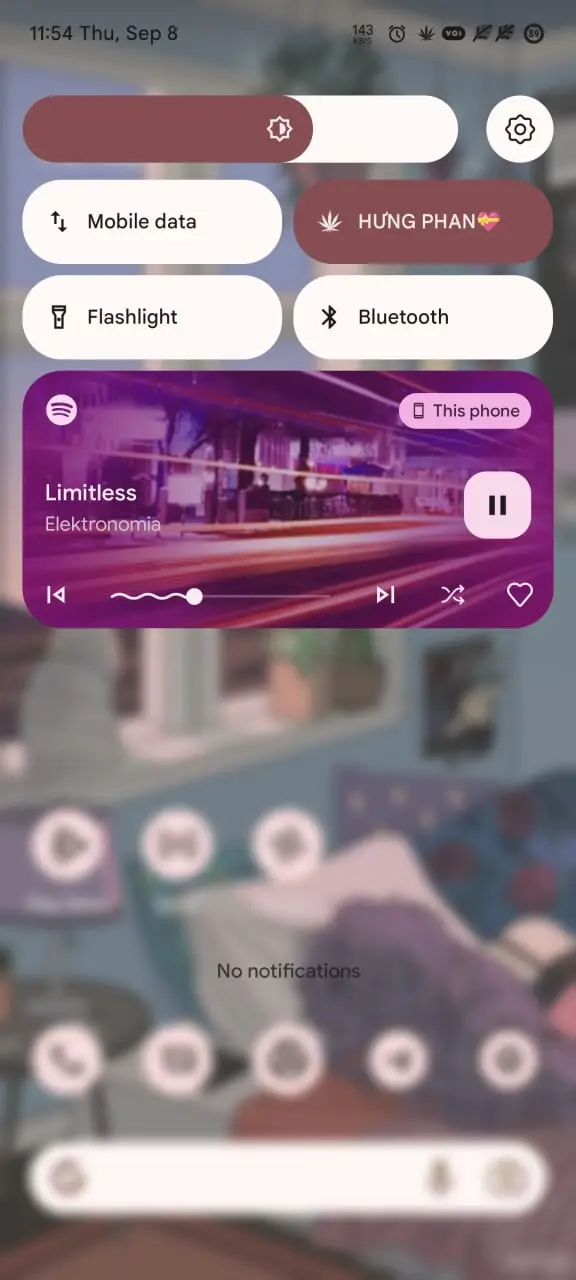 11:54 Thu, Sep 8
143
KB/S
VO)
89
Mobile data
HƯNG PHAN💝
Flashlight
Bluetooth
This phone
Limitless
Elektronomia
No notifications